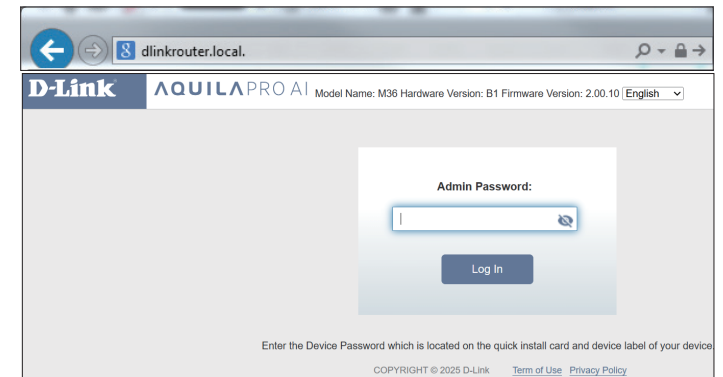 8 dlinkrouter.local.
D-Link AQUILA PRO AI Model Name: M36 Hardware Version: B1 Firmware Version: 2.00.10 English
Admin Password:
Log In
Enter the Device Password which is located on the quick install card and device label of your device
COPYRIGHT © 2025 D-Link Term of Use Privacy Policy